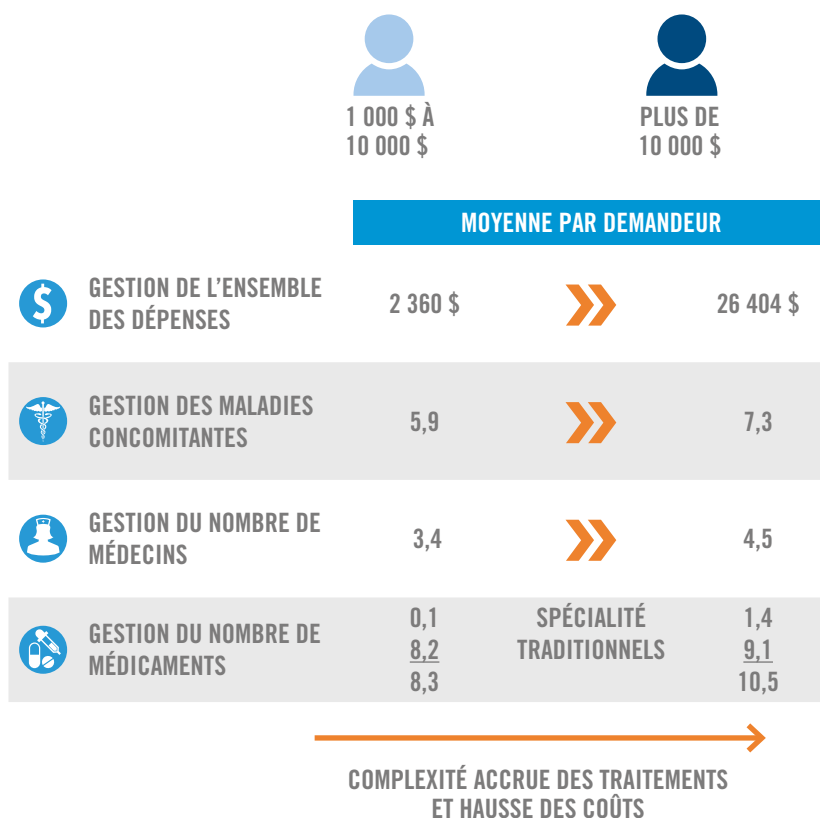 1 000 $ À
10 000 $
PLUS DE
10 000 $
MOYENNE PAR DEMANDEUR
$
GESTION DE L'ENSEMBLE
DES DÉPENSES
2 360 $
26 404 $
GESTION DES MALADIES
CONCOMITANTES
5,9
7,3
GESTION DU NOMBRE DE
MÉDECINS
3,4
4,5
GESTION DU NOMBRE DE
MÉDICAMENTS
0,1
8,2
8,3
SPÉCIALITÉ
TRADITIONNELS
1,4
9,1
10,5
COMPLEXITÉ ACCRUE DES TRAITEMENTS
ET HAUSSE DES COÛTS